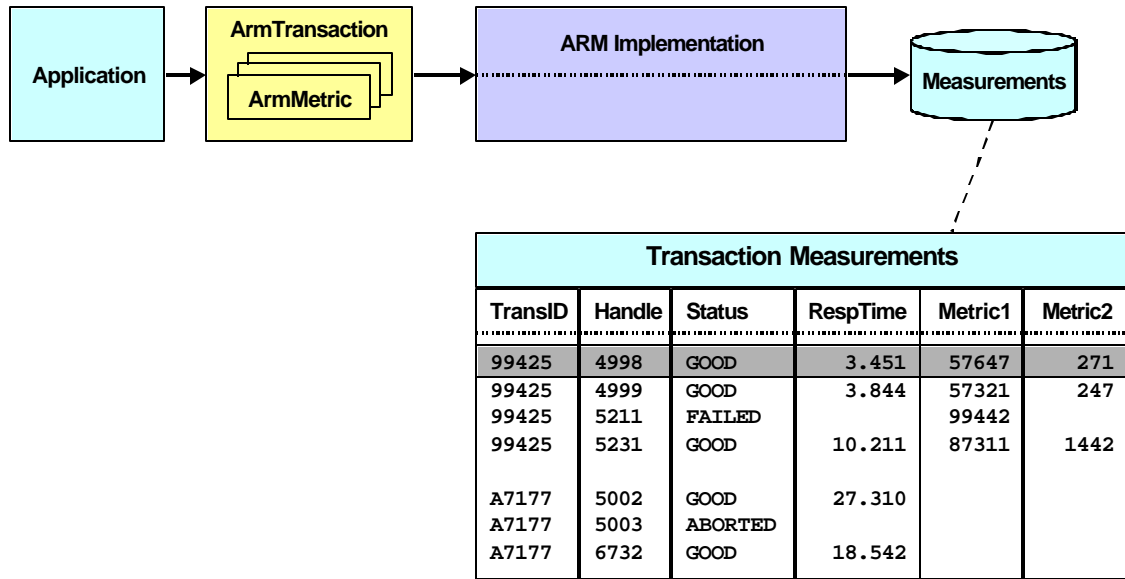 Application
ArmTransaction
ArmMetric
ARM Implementation
Measurements
Transaction Measurements
TransID Handle Status RespTime Metric1 Metric2
99425 4998 GOOD 3.451 57647 271
99425 4999 GOOD 3.844 57321 247
99425 5211 FAILED 99442
99425 5231 GOOD 10.211 87311 1442
A7177 5002 GOOD 27.310
A7177 5003 ABORTED
A7177 6732 GOOD 18.542